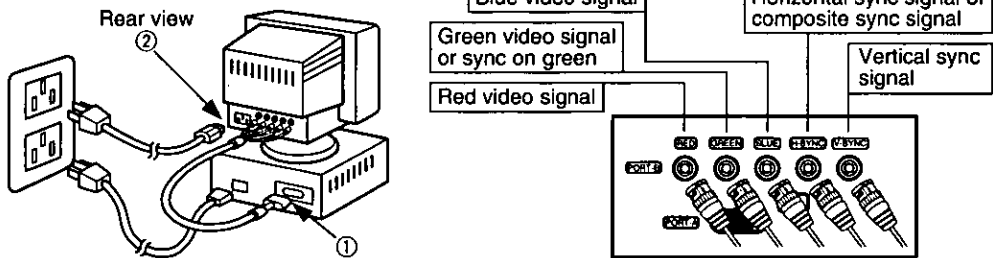 Rear view
②
①
Blue video signal
Horizontal sync signal or
composite sync signal
Green video signal
or sync on green
Vertical sync
signal
Red video signal
RED GREEN BLUE H-SYNC V-SYNC
PORT-B
PORT-A